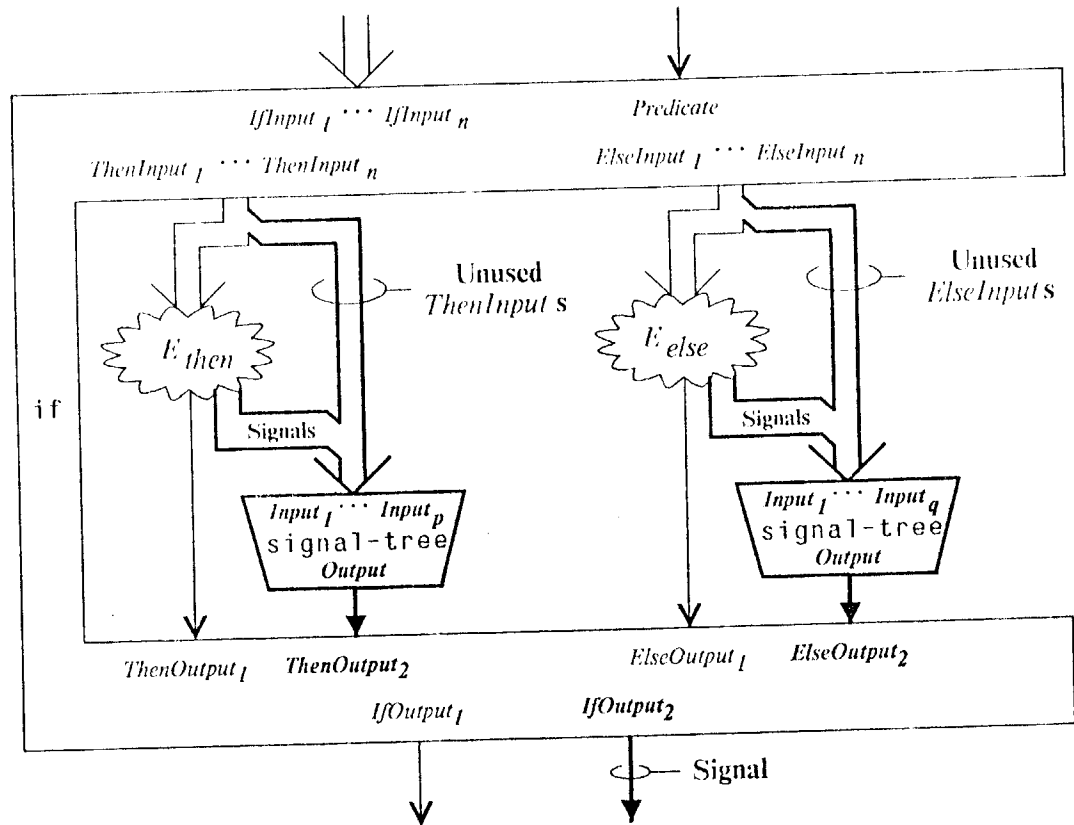 IfInput 1 ··· IfInput n Predicate
ThenInput 1 ··· ThenInput n ElseInput 1 ··· ElseInput n
Unused Unused
ThenInput s ElseInput s
E then E else
if
Signals Signals
Input 1 ··· Input p Input 1 ··· Input q
signal-tree signal-tree
Output Output
ThenOutput 1 ThenOutput 2 ElseOutput 1 ElseOutput 2
IfOutput 1 IfOutput 2
Signal